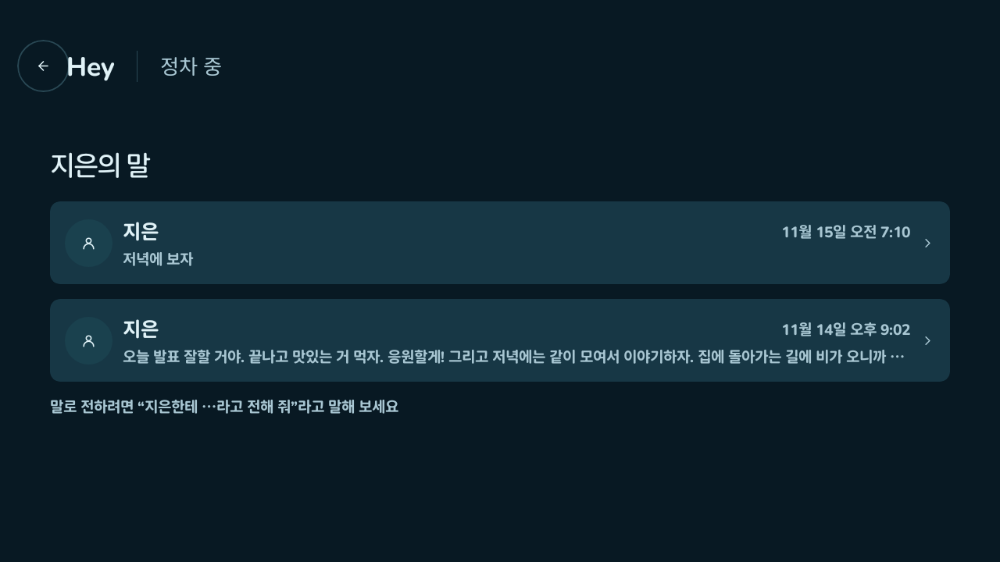 Hey
정차 중
지은의 말
지은
11월 15일 오전 7:10
저녁에 보자
지은
11월 14일 오후 9:02
오늘 발표 잘할 거야. 끝나고 맛있는 거 먹자. 응원할게! 그리고 저녁에는 같이 모여서 이야기하자. 집에 돌아가는 길에 비가 오니까 …
말로 전하려면 “지은한테 …라고 전해 줘”라고 말해 보세요